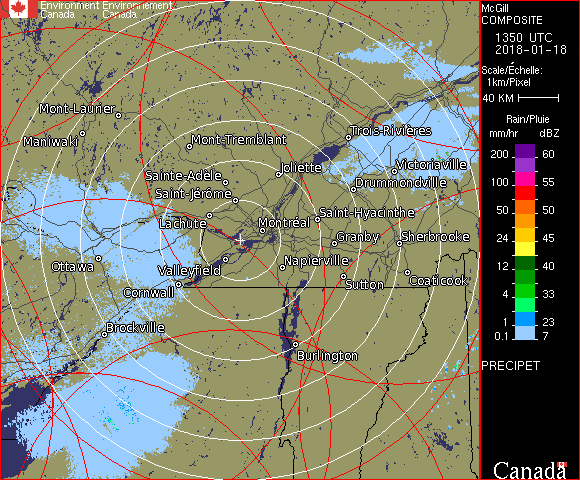 Environment Environnement
Canada Canada
McGill
COMPOSITE
1350 UTC
2018-01-18
Scale/Échelle:
1km/Pixel
40 KM
Rain/Pluie
mm/hr dBZ
200 60
100 55
50 50
24 45
12 40
4 33
1 23
0.1 7
PRECIPET
Canada
Mont-Laurier
Maniwaki
Mont-Tremblant
Trois-Rivières
Joliette
Victoriaville
Sainte-Adèle
Drummondville
Saint-Jérôme
Saint-Hyacinthe
Lachute
Montréal
Granby
Sherbrooke
Ottawa
Valleyfield
Napierville
Cornwall
Sutton
Coaticook
Brockville
Burlington